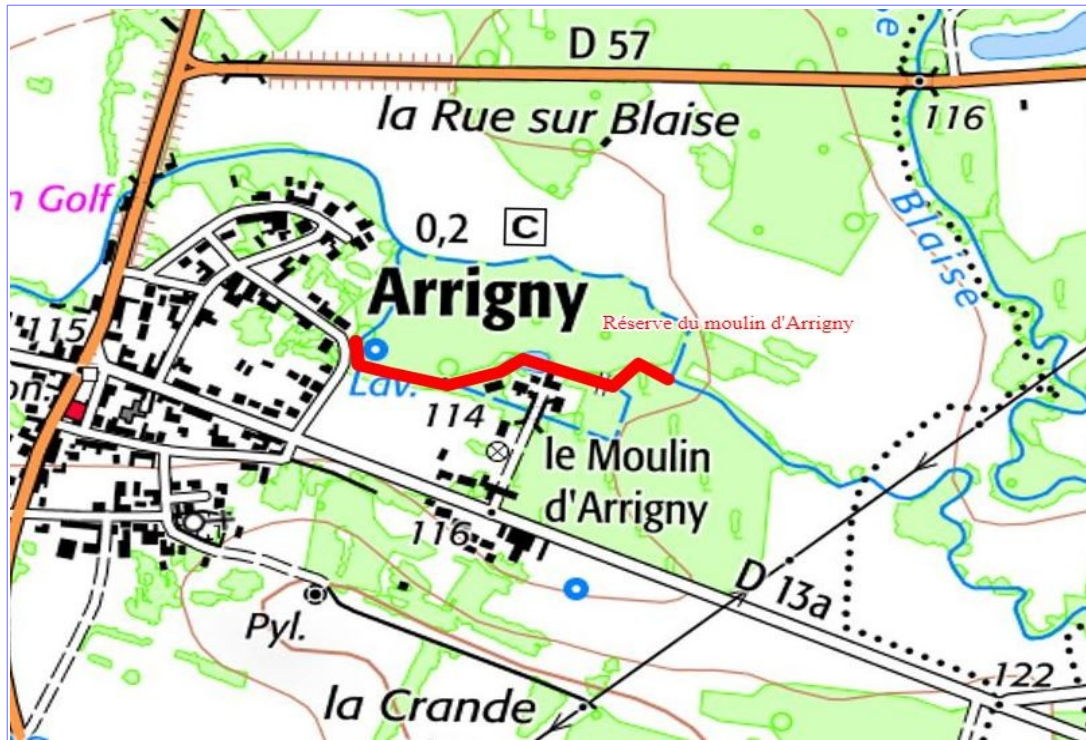 D 57
la Rue sur Blaise
116
n Golf
Blaise
0,2 C
Arrigny
Réserve du moulin d'Arrigny
115
Lav.
114
le Moulin
d'Arrigny
116
D 13a
Pyl.
122
la Crande